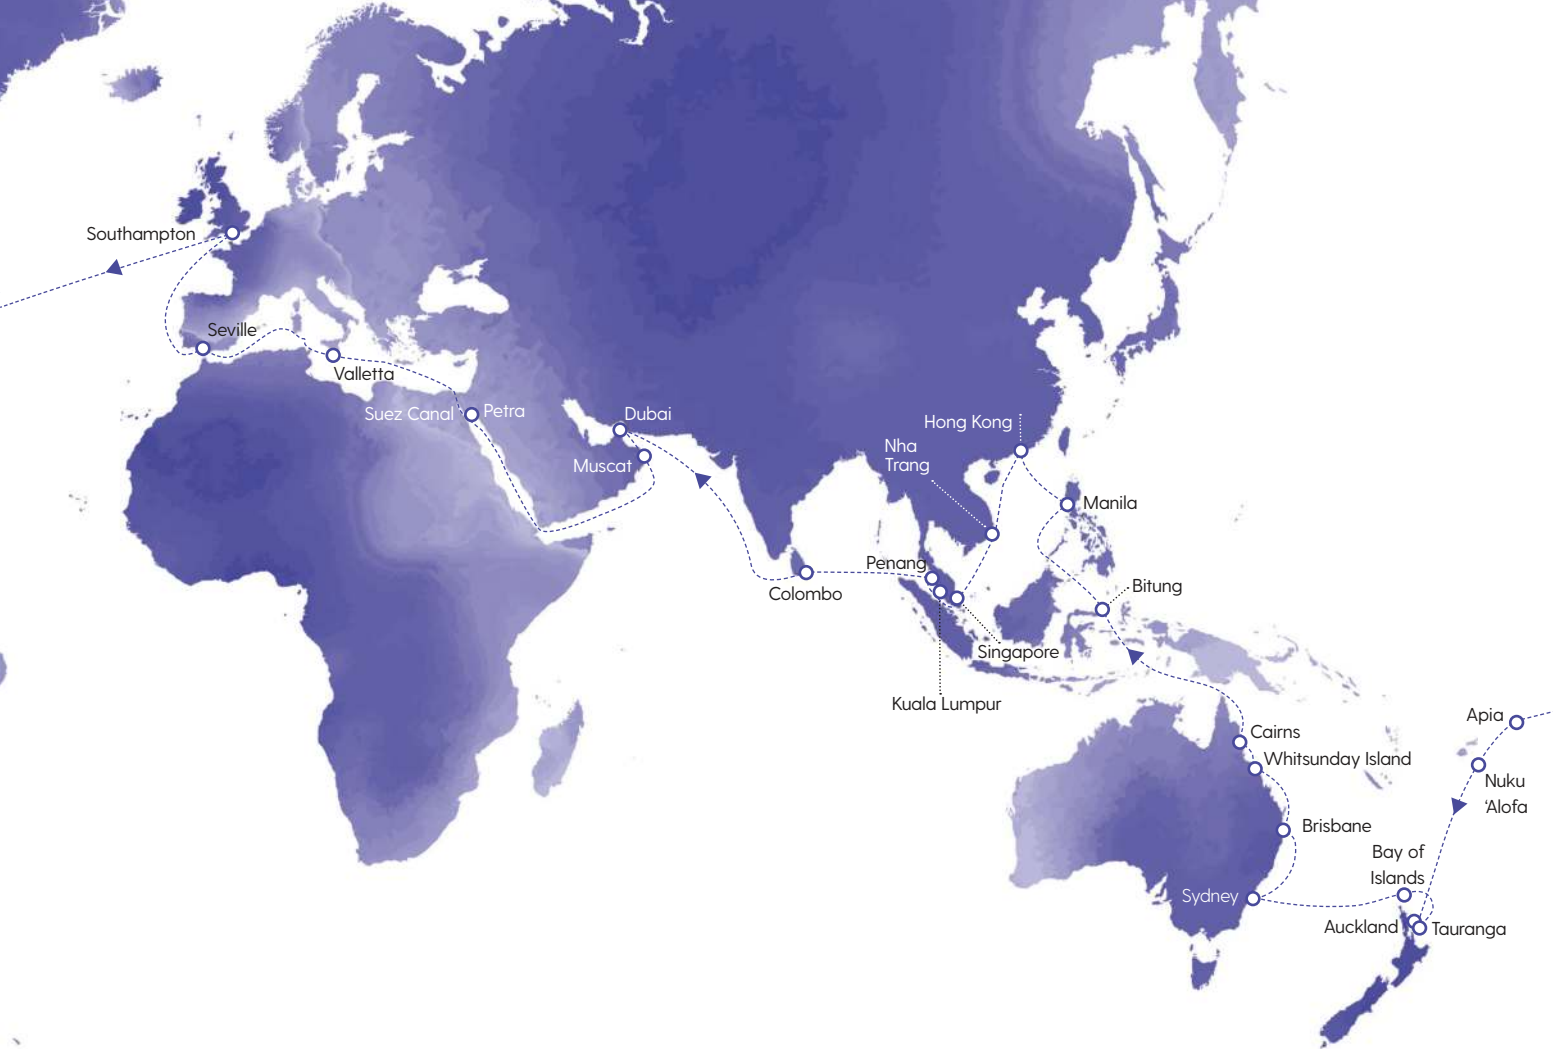 Southampton
Seville
Valletta
Suez Canal
Petra
Dubai
Muscat
Hong Kong
Nha
Trang
Manila
Penang
Colombo
Bitung
Singapore
Kuala Lumpur
Apia
Cairns
Whitsunday Island
Nuku
‘Alofa
Brisbane
Bay of
Islands
Sydney
Auckland
Tauranga